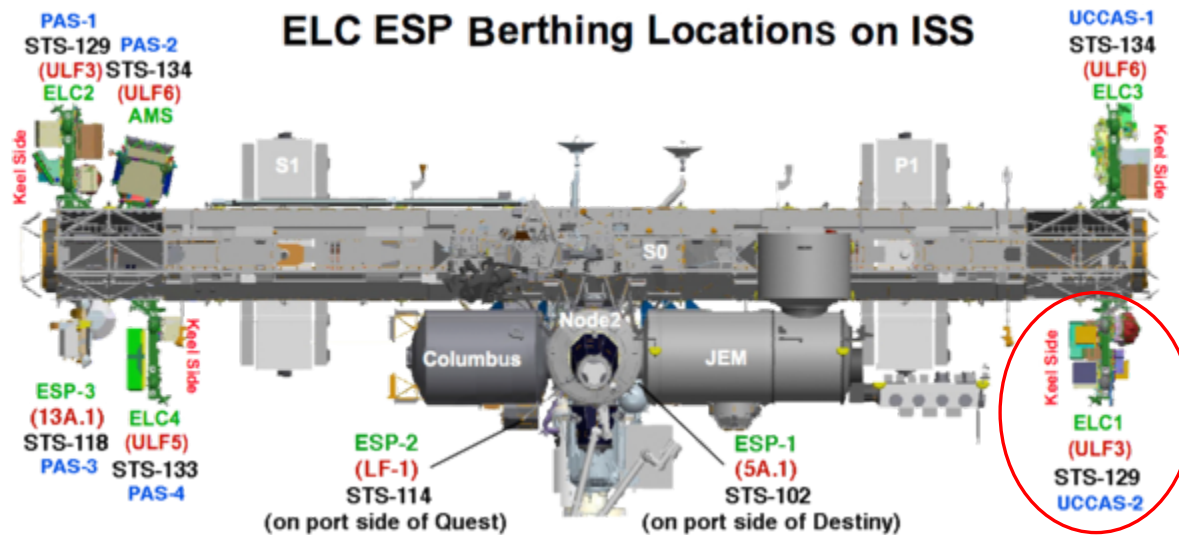 ELC ESP Berthing Locations on ISS
PAS-1
STS-129
(ULF3)
ELC2
Keel Side
PAS-2
STS-134
(ULF6)
AMS
UCCAS-1
STS-134
(ULF6)
ELC3
Keel Side
S1
P1
S0
Node2
Columbus
JEM
ESP-3
(13A.1)
STS-118
PAS-3
Keel Side
ELC4
(ULF5)
STS-133
PAS-4
ESP-2
(LF-1)
STS-114
(on port side of Quest)
ESP-1
(5A.1)
STS-102
(on port side of Destiny)
Keel Side
ELC1
(ULF3)
STS-129
UCCAS-2